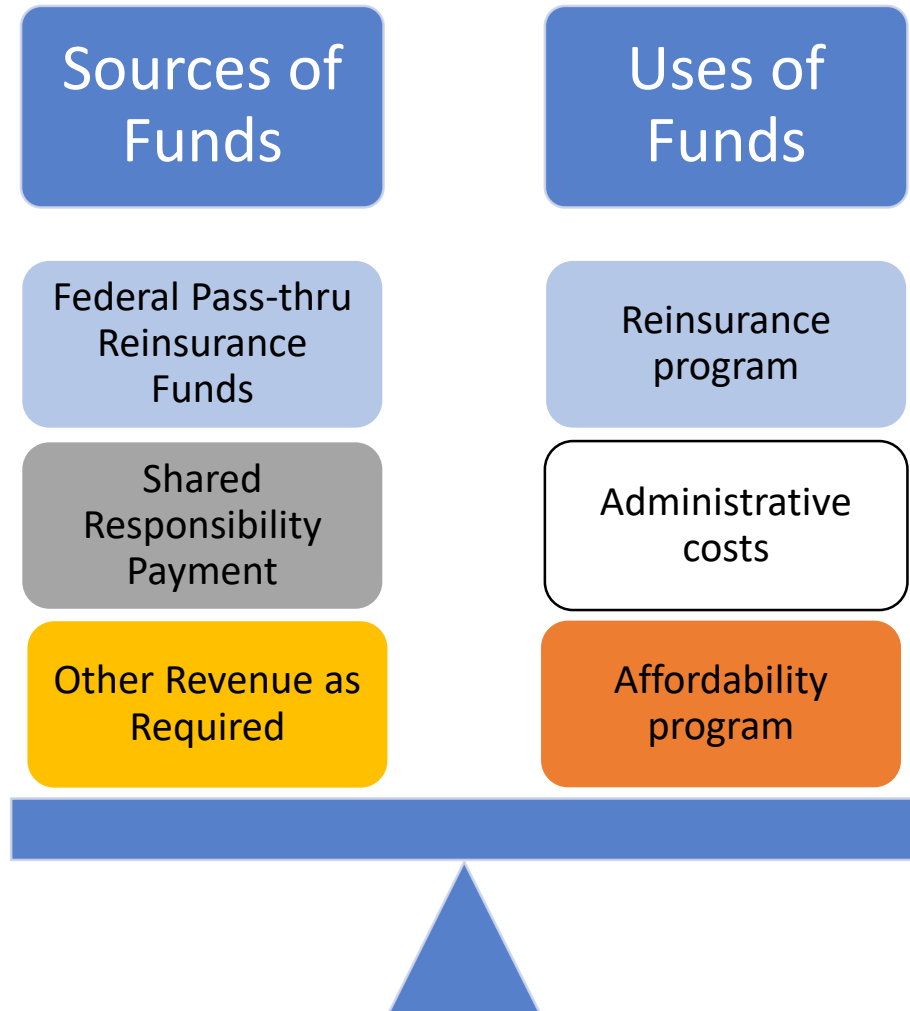 Sources of
Funds
Uses of
Funds
Federal Pass-thru
Reinsurance
Funds
Reinsurance
program
Shared
Responsibility
Payment
Administrative
costs
Other Revenue as
Required
Affordability
program